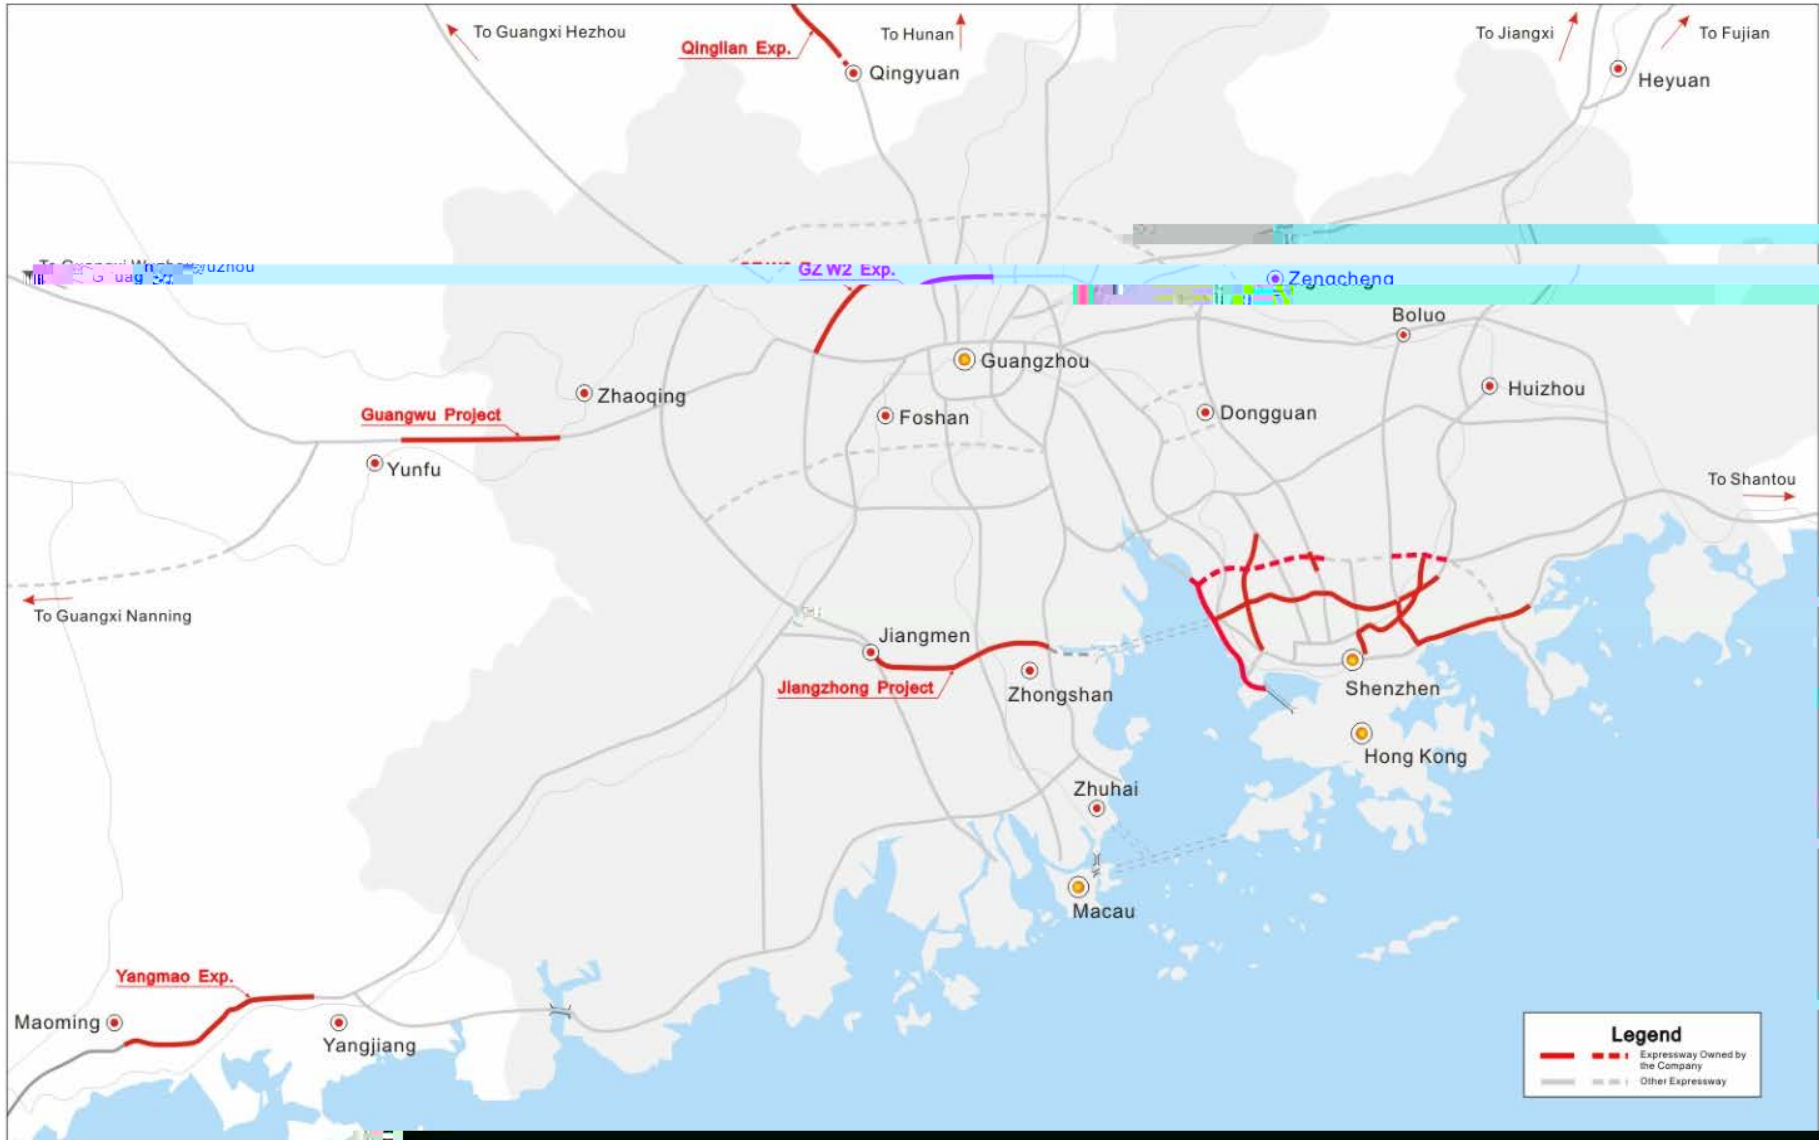 To Guangxi Hezhou
Qinglian Exp.
To Hunan
Qingyuan
To Jiangxi
To Fujian
Heyuan
GZ W2 Exp.
Zengcheng
Boluo
Guangzhou
Huizhou
Zhaoqing
Guangwu Project
Foshan
Dongguan
Yunfu
To Shantou
To Guangxi Nanning
Jiangmen
Jiangzhong Project
Zhongshan
Shenzhen
Hong Kong
Zhuhai
Macau
Yangmao Exp.
Maoming
Yangjiang
Legend
Expressway Owned by
the Company
Other Expressway